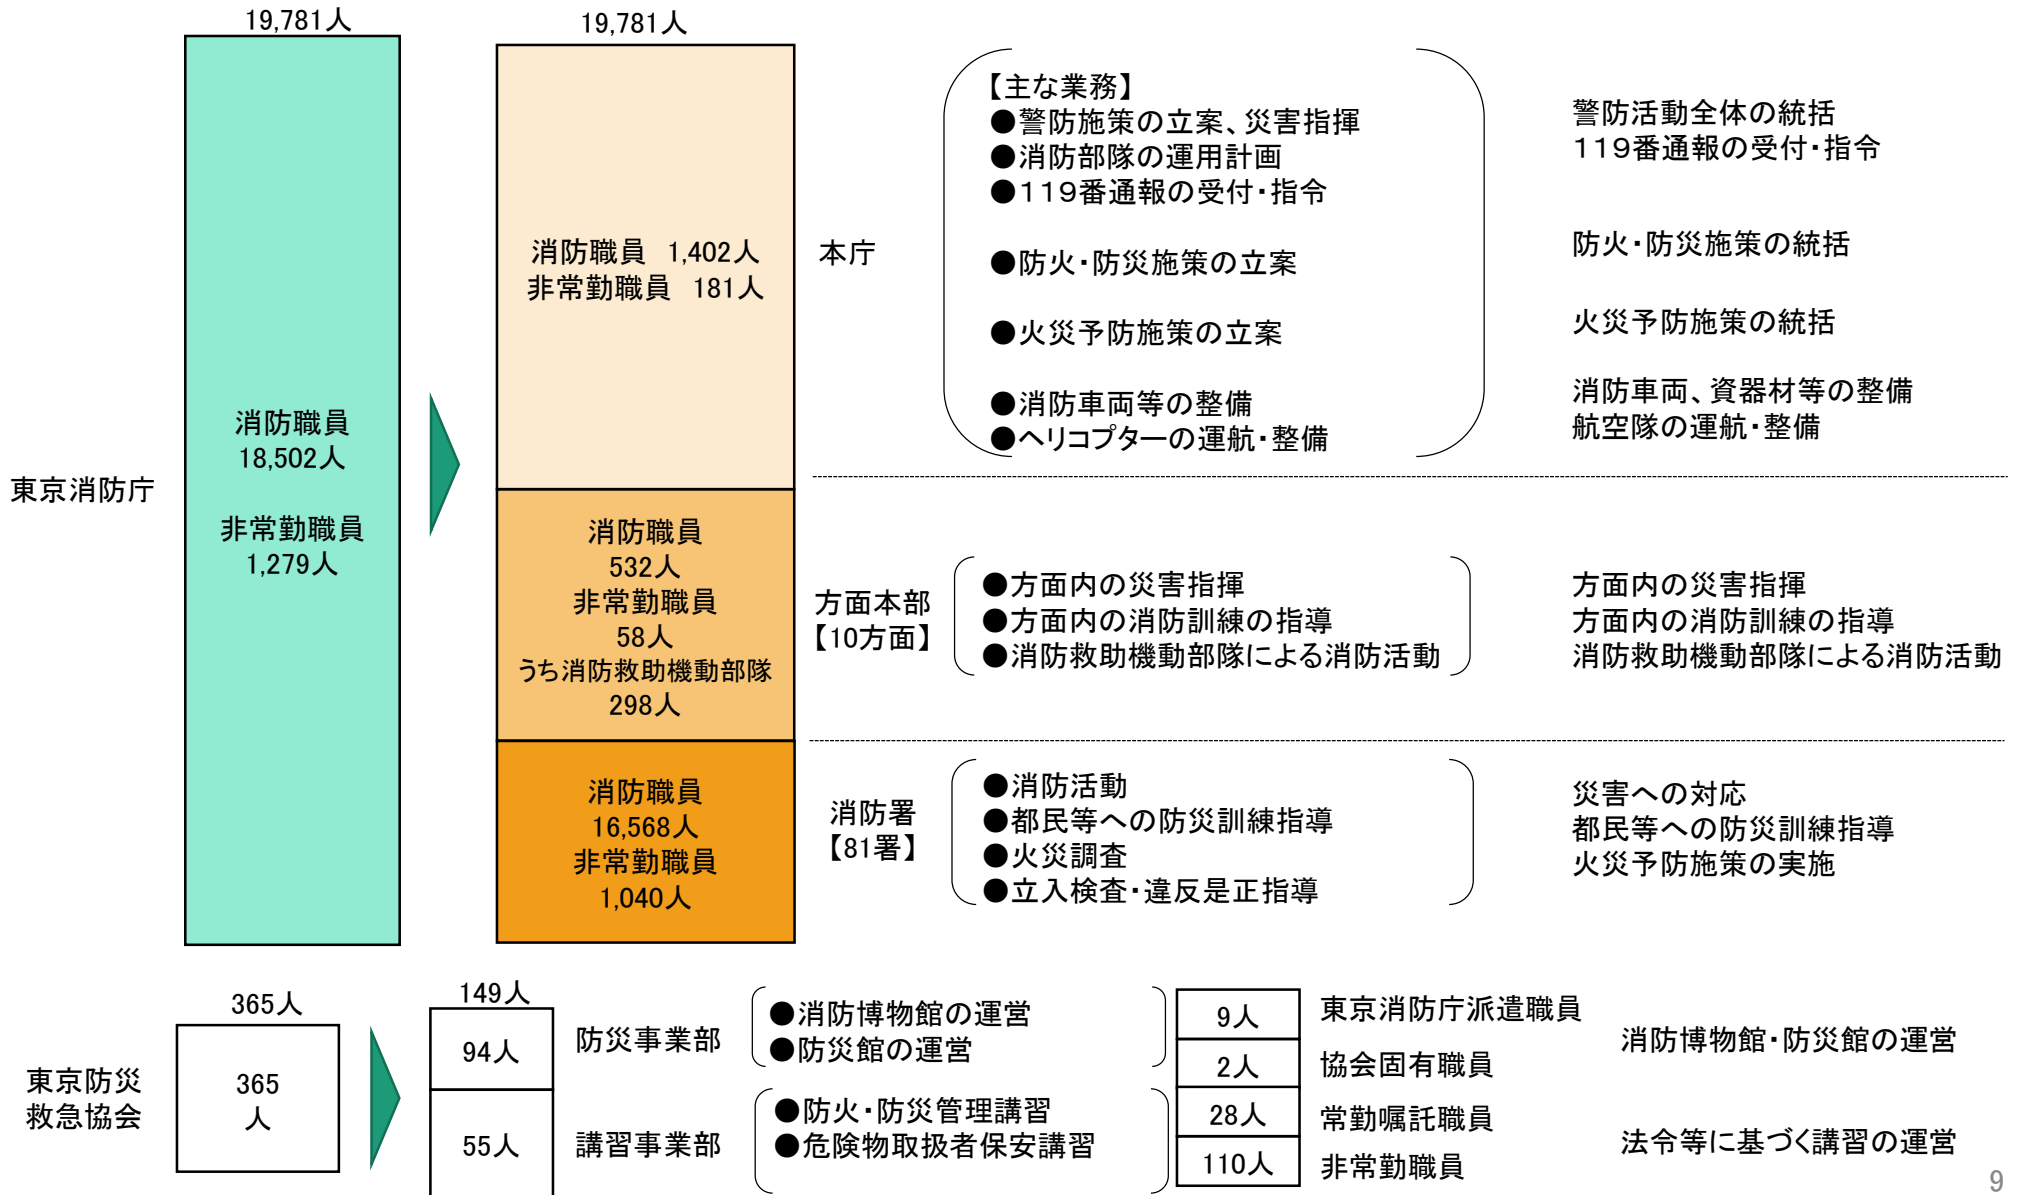 19,781人
19,781人
東京消防庁
消防職員
18,502人
非常勤職員
1,279人
消防職員 1,402人
非常勤職員 181人
本庁
【主な業務】
●警防施策の立案、災害指揮
●消防部隊の運用計画
●119番通報の受付・指令
●防火・防災施策の立案
●火災予防施策の立案
●消防車両等の整備
●ヘリコプターの運航・整備
警防活動全体の統括
119番通報の受付・指令
防火・防災施策の統括
火災予防施策の統括
消防車両、資器材等の整備
航空隊の運航・整備
消防職員
532人
非常勤職員
58人
うち消防救助機動部隊
298人
方面本部
【10方面】
●方面内の災害指揮
●方面内の消防訓練の指導
●消防救助機動部隊による消防活動
方面内の災害指揮
方面内の消防訓練の指導
消防救助機動部隊による消防活動
消防職員
16,568人
非常勤職員
1,040人
消防署
【81署】
●消防活動
●都民等への防災訓練指導
●火災調査
●立入検査・違反是正指導
災害への対応
都民等への防災訓練指導
火災予防施策の実施
東京防災
救急協会
365人
365
人
149人
94人
防災事業部
●消防博物館の運営
●防災館の運営
55人
講習事業部
●防火・防災管理講習
●危険物取扱者保安講習
9人
東京消防庁派遣職員
2人
協会固有職員
28人
常勤嘱託職員
110人
非常勤職員
消防博物館・防災館の運営
法令等に基づく講習の運営
9